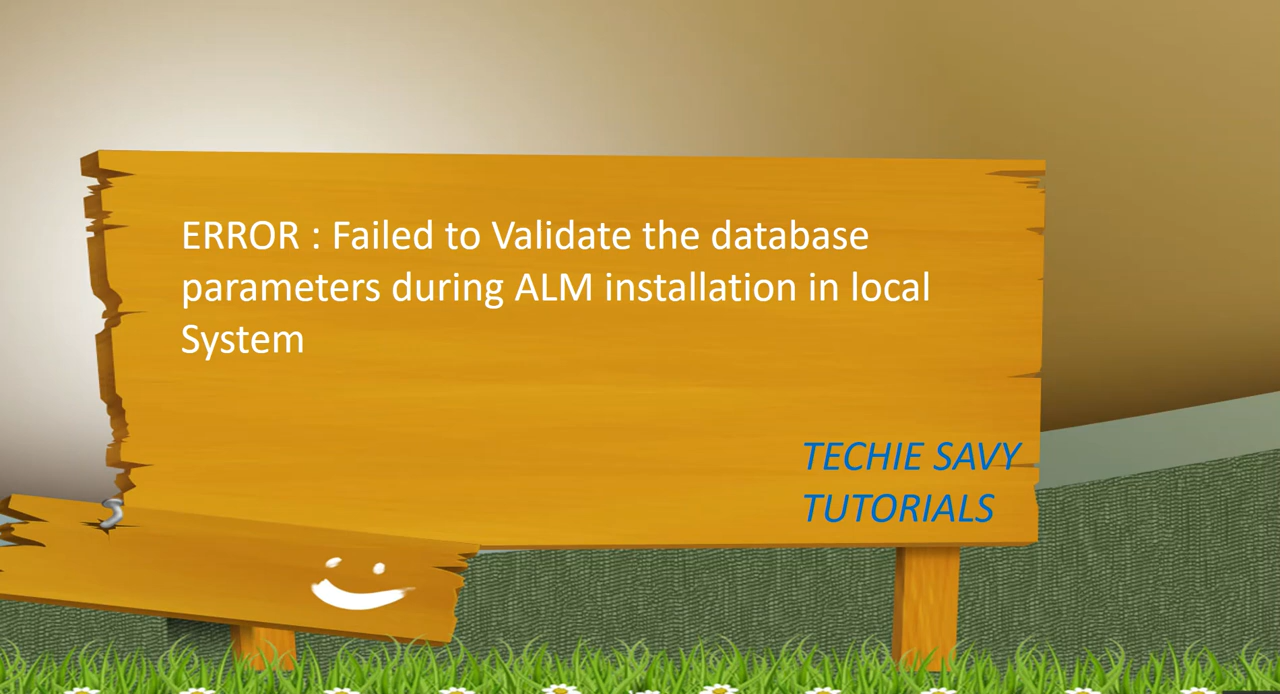 ERROR : Failed to Validate the database
parameters during ALM installation in local
System
TECHIE SAVY
TUTORIALS